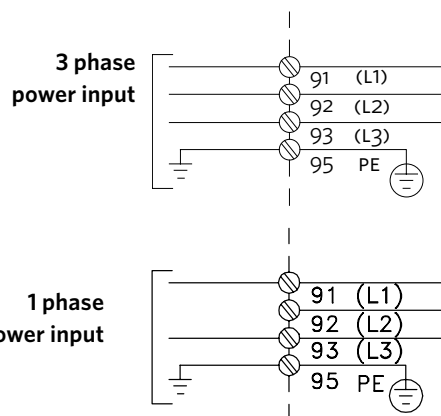 3 phase
power input
91 (L1)
92 (L2)
93 (L3)
95 PE
1 phase
ower input
91 (L1)
92 (L2)
93 (L3)
95 PE